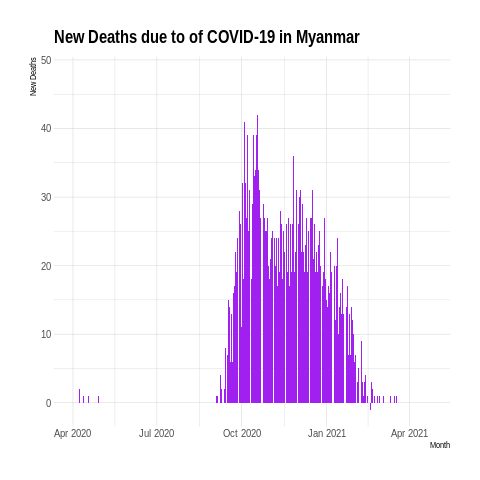 New Deaths due to of COVID-19 in Myanmar
New Deaths
50
40
30
20
10
0
Apr 2020 Jul 2020 Oct 2020 Jan 2021 Apr 2021
Month